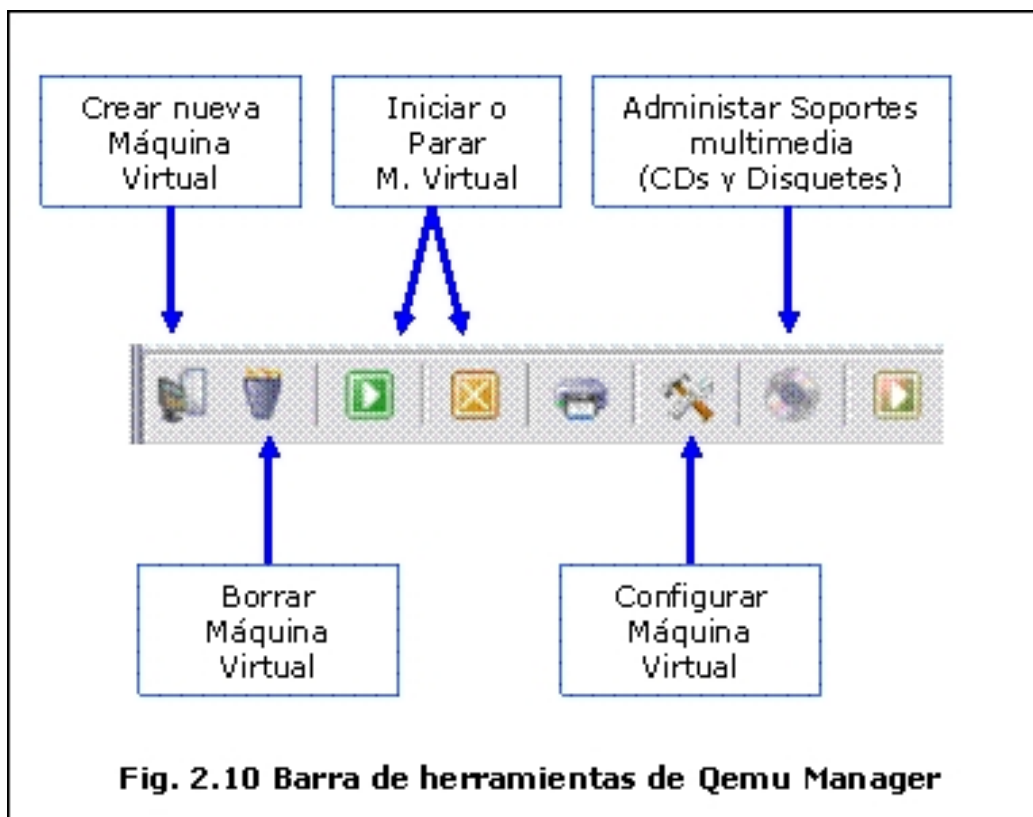 Crear nueva
Máquina
Virtual
Iniciar o
Parar
M. Virtual
Administar Soportes
multimedia
(CDs y Disquetes)
Borrar
Máquina
Virtual
Configurar
Máquina
Virtual
Fig. 2.10 Barra de herramientas de Qemu Manager